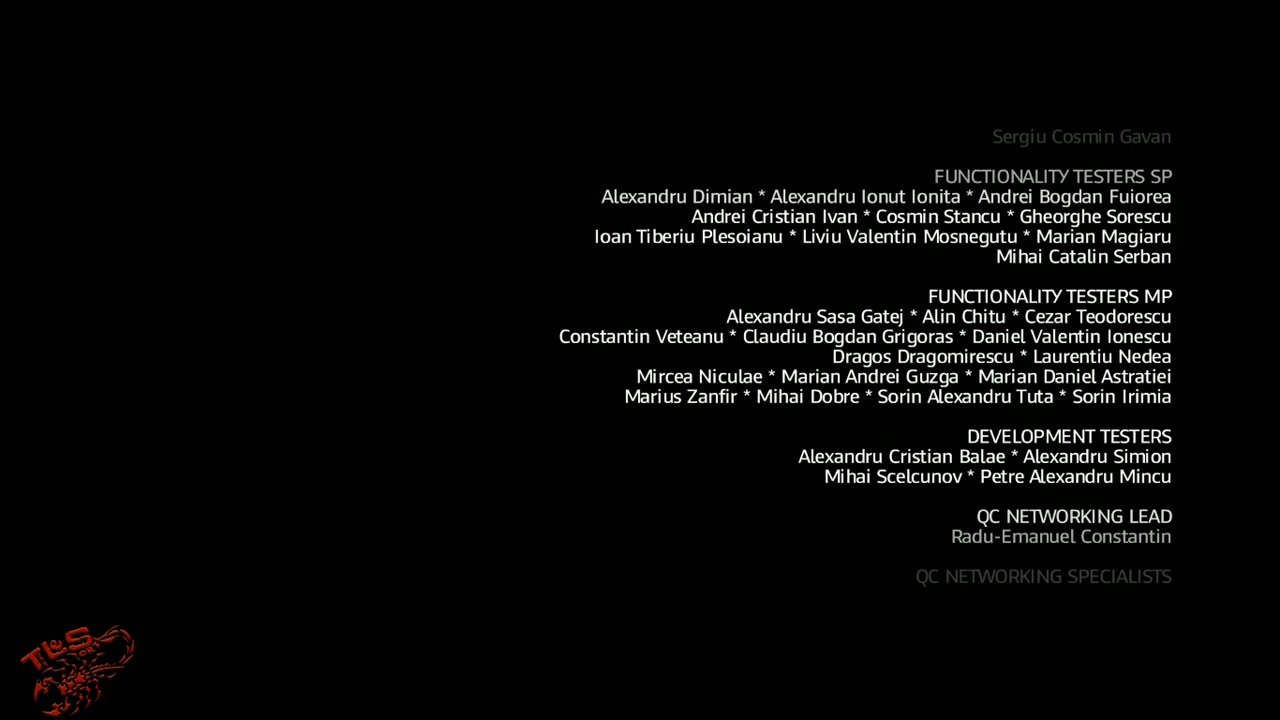 Sergiu Cosmin Gavan
FUNCTIONALITY TESTERS SP
Alexandru Dimian * Alexandru Ionut Ionita * Andrei Bogdan Fuiorea
Andrei Cristian Ivan * Cosmin Stancu * Gheorghe Sorescu
Ioan Tiberiu Plesoianu * Liviu Valentin Mosnegutu * Marian Magiaru
Mihai Catalin Serban
FUNCTIONALITY TESTERS MP
Alexandru Sasa Gatej * Alin Chitu * Cezar Teodorescu
Constantin Veteanu * Claudiu Bogdan Grigoras * Daniel Valentin Ionescu
Dragos Dragomirescu * Laurentiu Nedea
Mircea Niculae * Marian Andrei Guzga * Marian Daniel Astratiei
Marius Zanfir * Mihai Dobre * Sorin Alexandru Tuta * Sorin Irimia
DEVELOPMENT TESTERS
Alexandru Cristian Balae * Alexandru Simion
Mihai Scelcunov * Petre Alexandru Mincu
QC NETWORKING LEAD
Radu-Emanuel Constantin
QC NETWORKING SPECIALISTS